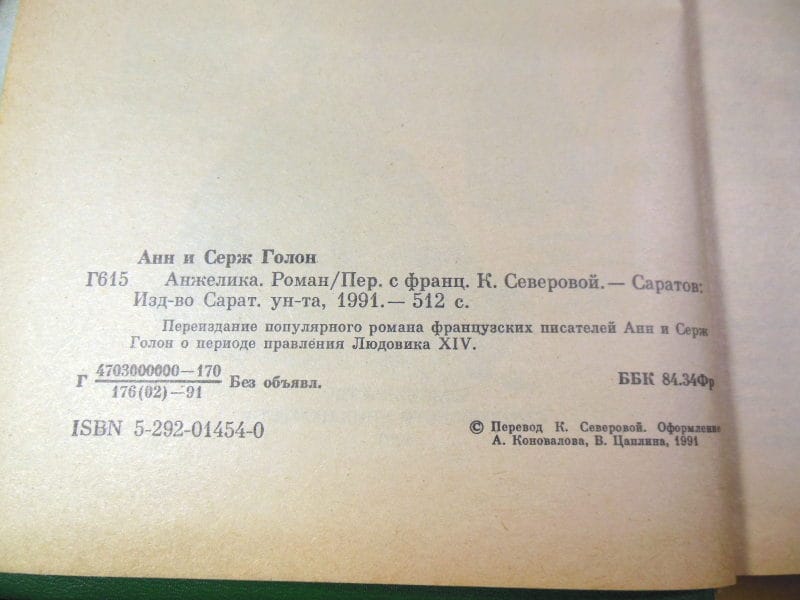 Анн и Серж Голон
Г615 Анжелика. Роман/Пер. с франц. К. Северовой.— Саратов:
Изд-во Сарат. ун-та, 1991.— 512 с.
Переиздание популярного романа французских писателей Анн и Серж
Голон о периоде правления Людовика XIV.
Г 4703000000—170
176(02)—91 Без объявл.
ББК 84.34Фр
ISBN 5-292-01454-0
© Перевод К. Северовой. Оформление
А. Коновалова, В. Цаплина, 1991